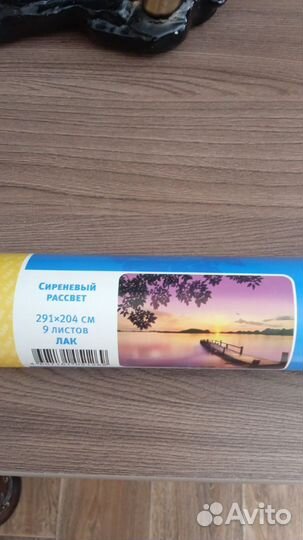 Сиреневый
рассвет
291×204 см
9 листов
ЛАК
Avito